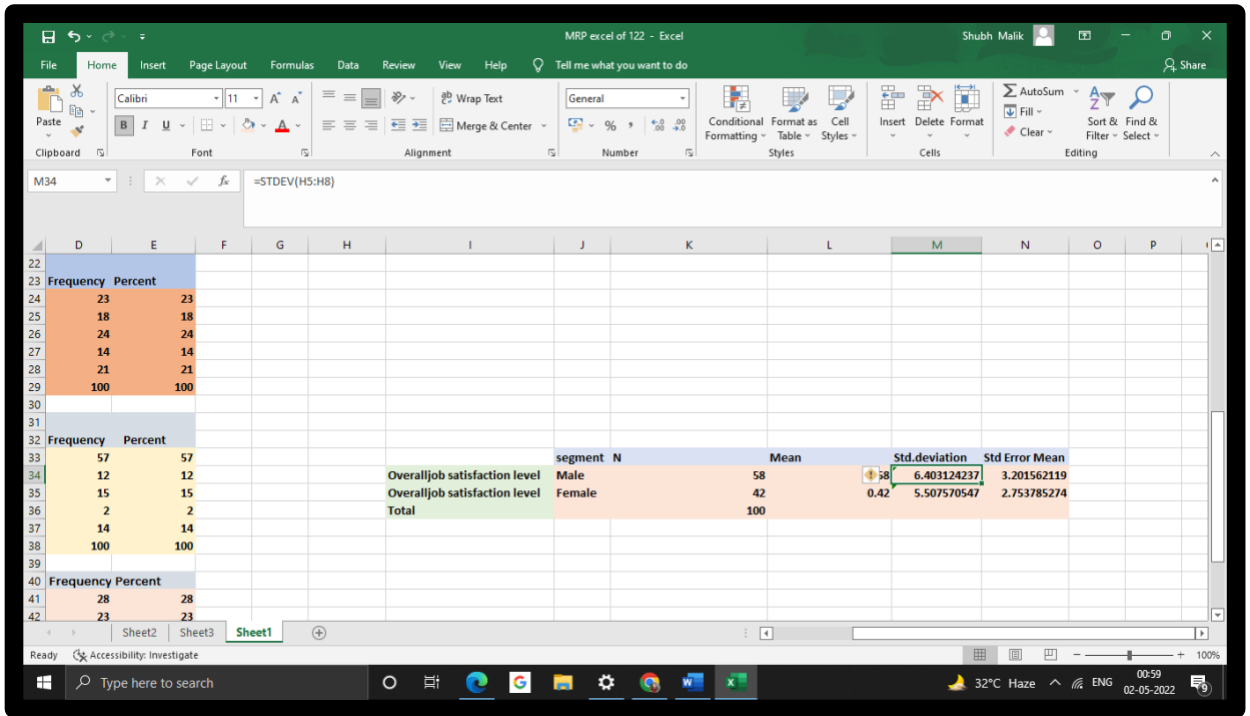 MRP excel of 122 - Excel
Shubh Malik
File Home Insert Page Layout Formulas Data Review View Help Tell me what you want to do Share
Paste
Clipboard
Calibri 11 A^ A˅
B I U A
Font
ab Wrap Text
Merge & Center
Alignment
General
% ,
Number
Conditional Formatting
Format as Table
Cell Styles
Styles
Insert Delete Format
Cells
AutoSum
Fill
Clear
Sort & Filter
Find & Select
Editing
M34 fx =STDEV(H5:H8)
D E F G H I J K L M N O P
22
23 Frequency Percent
24 23 23
25 18 18
26 24 24
27 14 14
28 21 21
29 100 100
30
31
32 Frequency Percent
33 57 57 segment N Mean Std.deviation Std Error Mean
34 12 12 Overalljob satisfaction level Male 58 58 6.403124237 3.201562119
35 15 15 Overalljob satisfaction level Female 42 0.42 5.507570547 2.753785274
36 2 2 Total 100
37 14 14
38 100 100
39
40 Frequency Percent
41 28 28
42 23 23
Sheet2 Sheet3 Sheet1
Ready Accessibility: Investigate 100%
Type here to search
32°C Haze ENG 00:59
02-05-2022
9